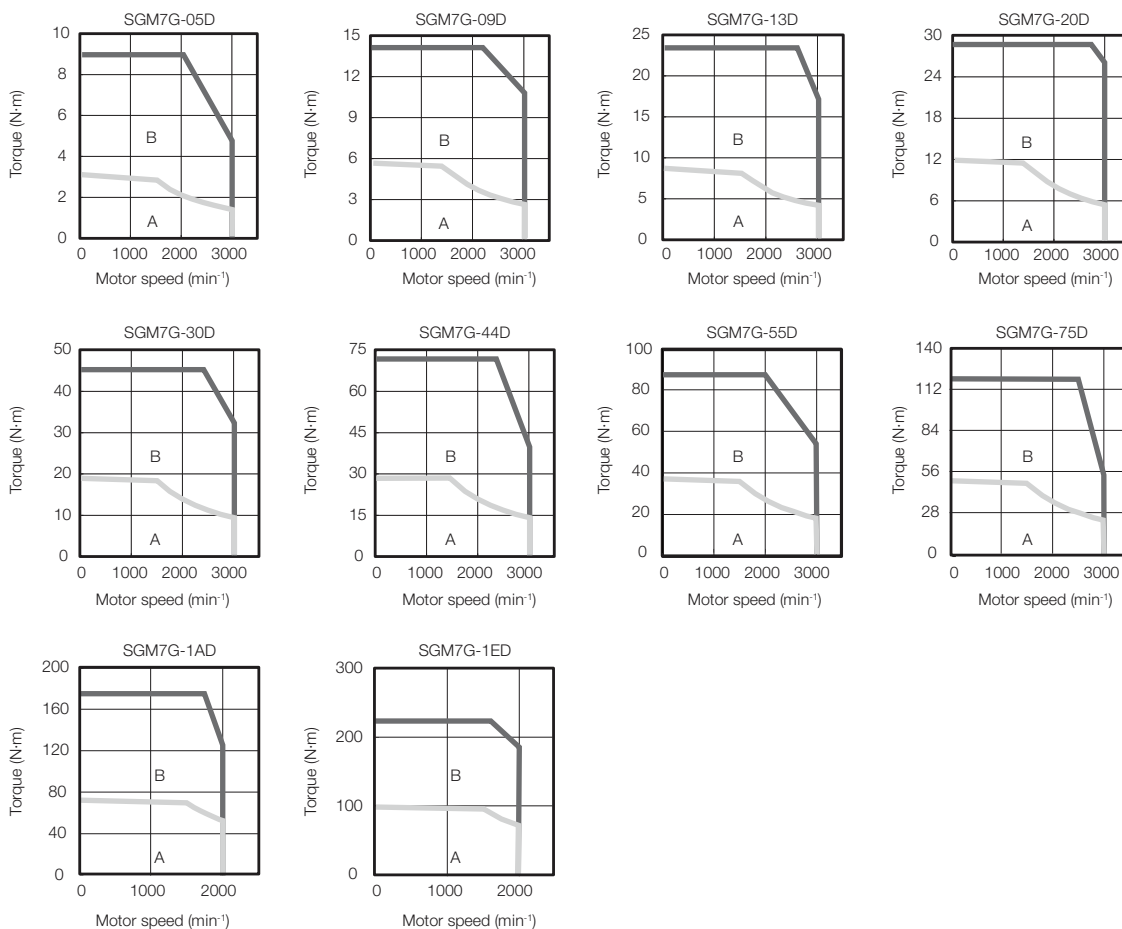 SGM7G-05D
Torque (N·m)
10
8
6
4
2
0
B
A
0 1000 2000 3000
Motor speed (min⁻¹)
SGM7G-09D
Torque (N·m)
15
12
9
6
3
0
B
A
0 1000 2000 3000
Motor speed (min⁻¹)
SGM7G-13D
Torque (N·m)
25
20
15
10
5
0
B
A
0 1000 2000 3000
Motor speed (min⁻¹)
SGM7G-20D
Torque (N·m)
30
28
18
12
6
0
B
A
0 1000 2000 3000
Motor speed (min⁻¹)
SGM7G-30D
Torque (N·m)
50
40
30
20
10
0
B
A
0 1000 2000 3000
Motor speed (min⁻¹)
SGM7G-44D
Torque (N·m)
75
60
45
30
15
0
B
A
0 1000 2000 3000
Motor speed (min⁻¹)
SGM7G-55D
Torque (N·m)
100
80
60
40
20
0
B
A
0 1000 2000 3000
Motor speed (min⁻¹)
SGM7G-75D
Torque (N·m)
140
112
84
56
28
0
B
A
0 1000 2000 3000
Motor speed (min⁻¹)
SGM7G-1AD
Torque (N·m)
200
160
120
80
40
0
B
A
0 1000 2000
Motor speed (min⁻¹)
SGM7G-1ED
Torque (N·m)
300
200
100
0
B
A
0 1000 2000
Motor speed (min⁻¹)